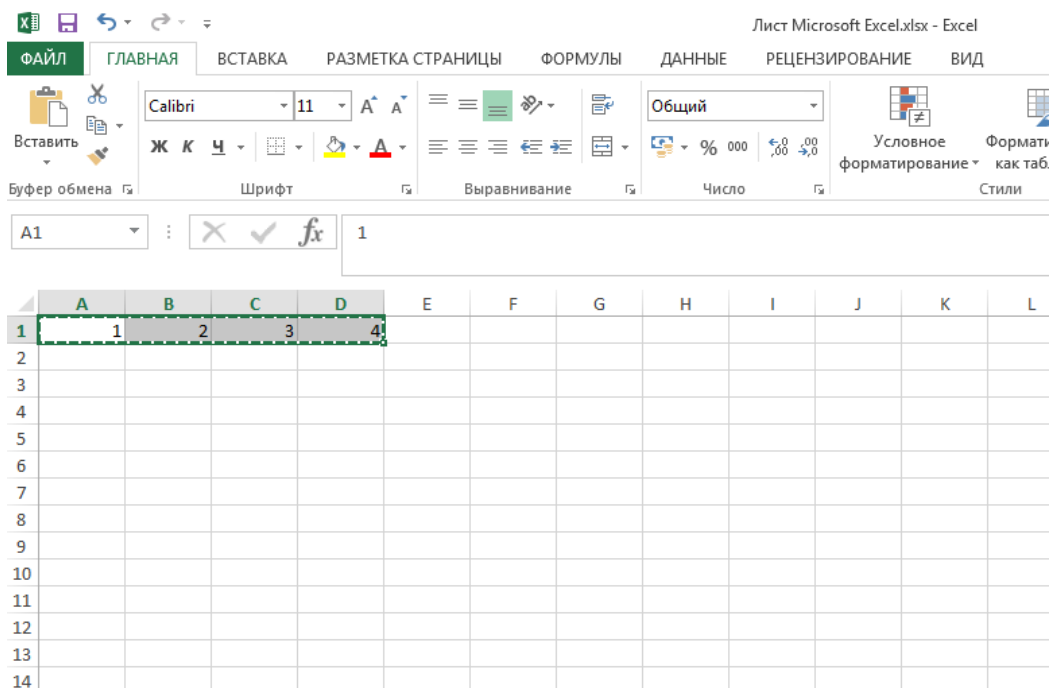 Лист Microsoft Excel.xlsx - Excel
ФАЙЛ ГЛАВНАЯ ВСТАВКА РАЗМЕТКА СТРАНИЦЫ ФОРМУЛЫ ДАННЫЕ РЕЦЕНЗИРОВАНИЕ ВИД
Вставить
Calibri 11
Ж К Ч
Общий
% 000
Условное
форматирование
Формати
как таб.
Буфер обмена Шрифт Выравнивание Число Стили
A1 fx 1
A B C D E F G H I J K L
1 1 2 3 4
2
3
4
5
6
7
8
9
10
11
12
13
14